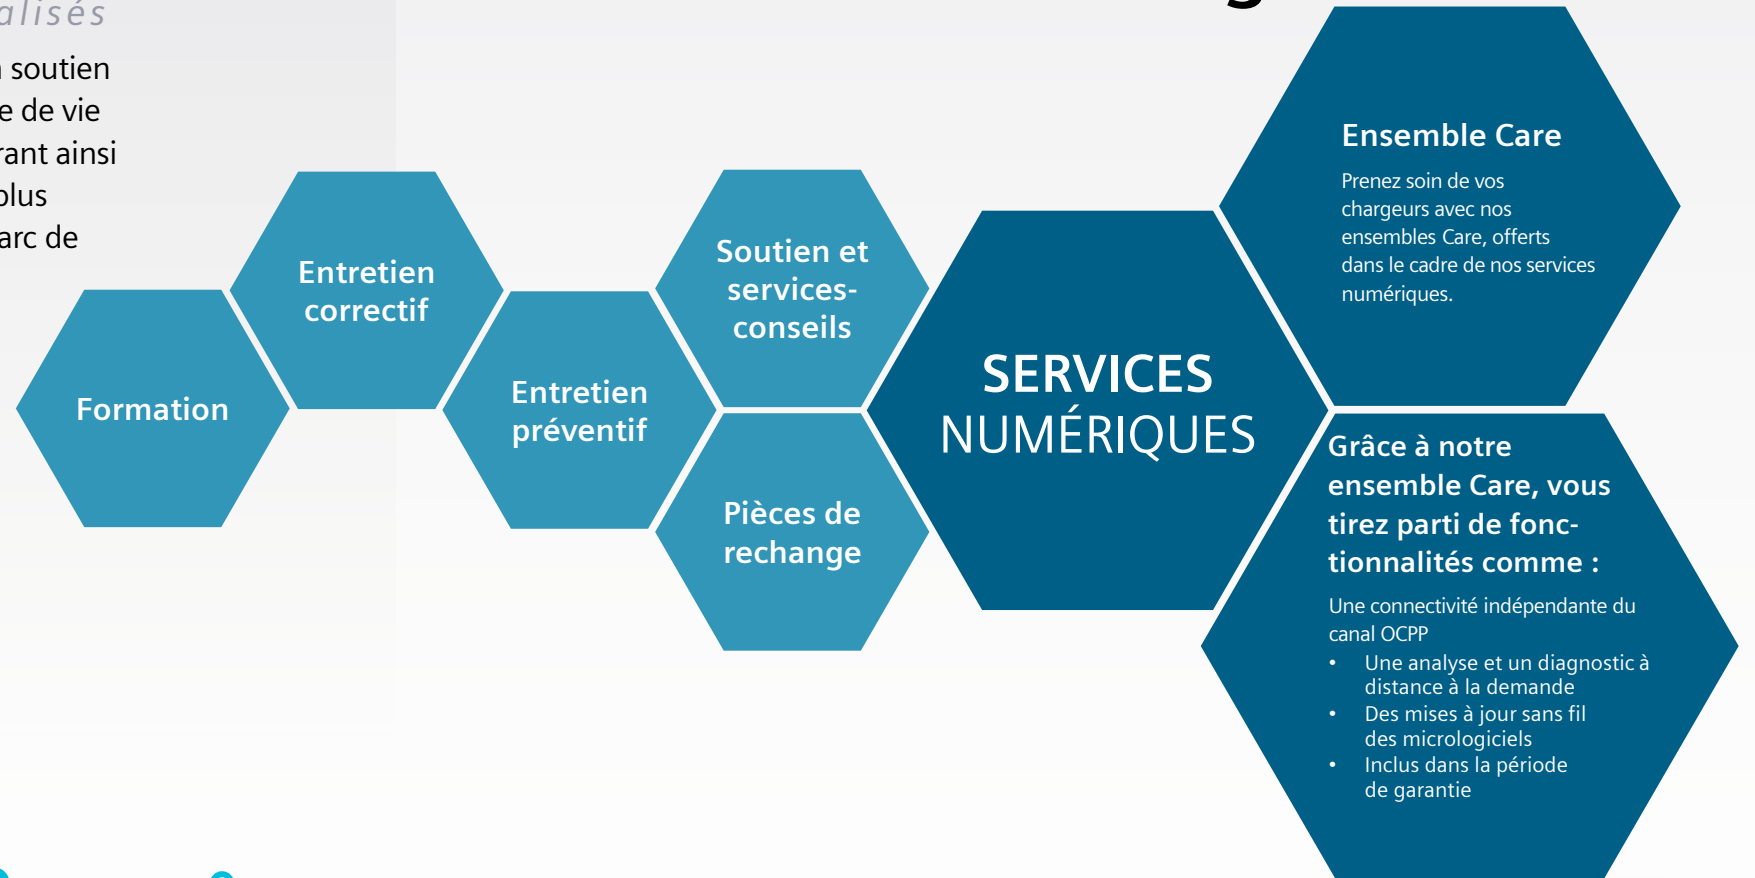 alisés
soutien
e de vie
rant ainsi
plus
arc de
Formation
Entretien
correctif
Entretien
préventif
Soutien et
services-
conseils
Pièces de
rechange
SERVICES
NUMÉRIQUES
Ensemble Care
Prenez soin de vos
chargeurs avec nos
ensembles Care, offerts
dans le cadre de nos services
numériques.
Grâce à notre
ensemble Care, vous
tirez parti de fonc-
tionnalités comme :
Une connectivité indépendante du
canal OCPP
• Une analyse et un diagnostic à
distance à la demande
• Des mises à jour sans fil
des micrologiciels
• Inclus dans la période
de garantie